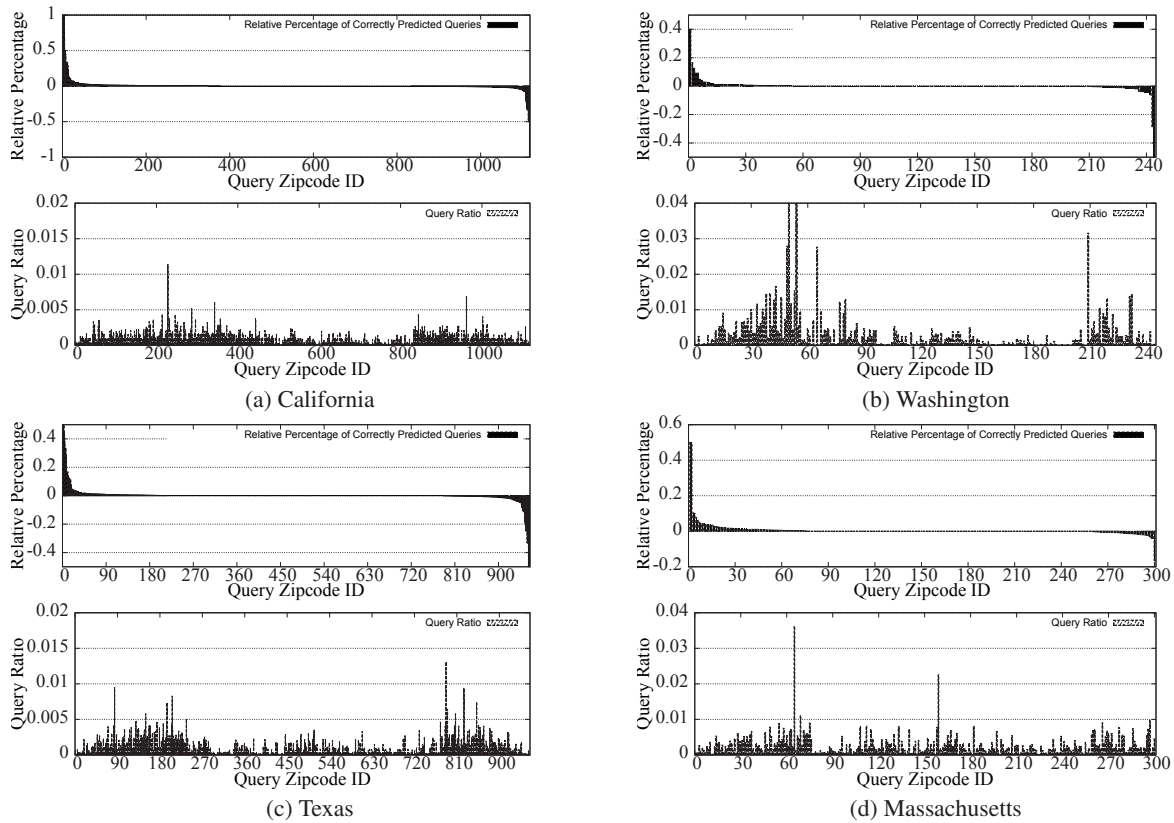 Relative Percentage of Correctly Predicted Queries
Relative Percentage
1
0.5
0
-0.5
-1
0 200 400 600 800 1000
Query Zipcode ID
Query Ratio
Query Ratio
0.02
0.015
0.01
0.005
0
0 200 400 600 800 1000
Query Zipcode ID
(a) California
Relative Percentage of Correctly Predicted Queries
Relative Percentage
0.4
0.2
0
-0.2
-0.4
0 30 60 90 120 150 180 210 240
Query Zipcode ID
Query Ratio
Query Ratio
0.04
0.03
0.02
0.01
0
0 30 60 90 120 150 180 210 240
Query Zipcode ID
(b) Washington
Relative Percentage of Correctly Predicted Queries
Relative Percentage
0.4
0.2
0
-0.2
-0.4
0 90 180 270 360 450 540 630 720 810 900
Query Zipcode ID
Query Ratio
Query Ratio
0.02
0.015
0.01
0.005
0
0 90 180 270 360 450 540 630 720 810 900
Query Zipcode ID
(c) Texas
Relative Percentage of Correctly Predicted Queries
Relative Percentage
0.6
0.4
0.2
0
-0.2
0 30 60 90 120 150 180 210 240 270 300
Query Zipcode ID
Query Ratio
Query Ratio
0.04
0.03
0.02
0.01
0
0 30 60 90 120 150 180 210 240 270 300
Query Zipcode ID
(d) Massachusetts